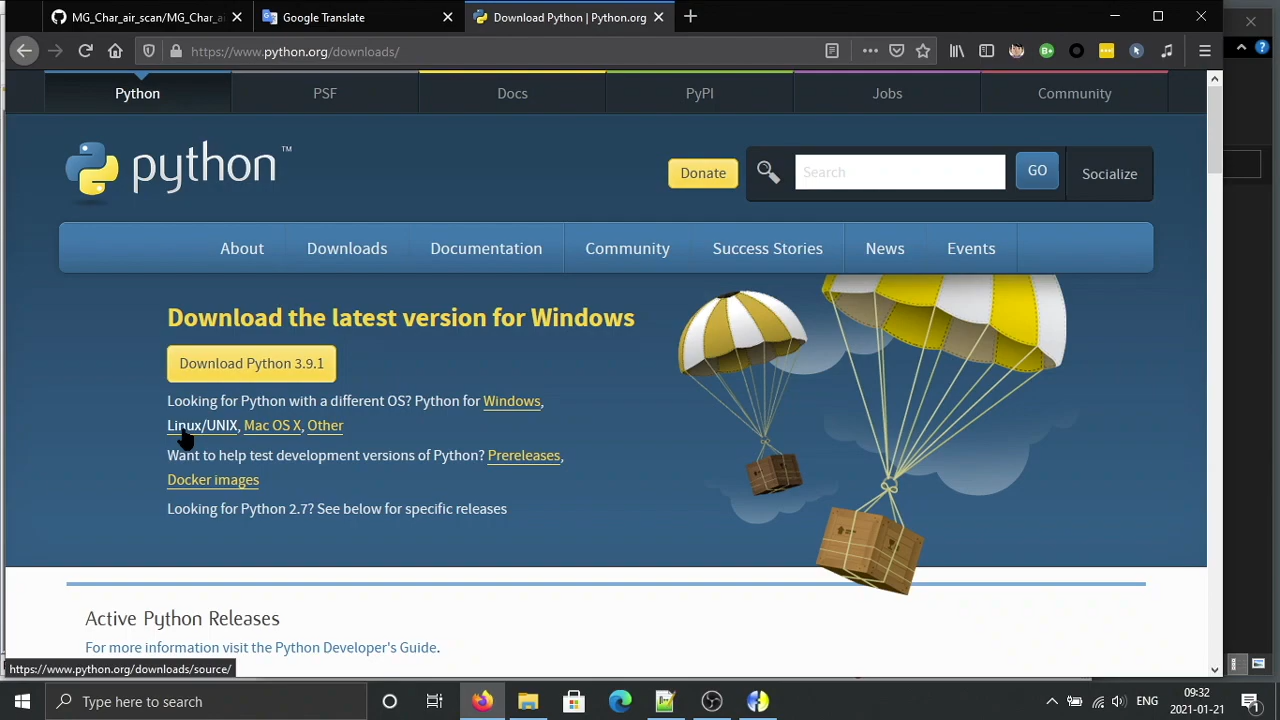 MG_Char_air_scan/MG_Char_ai
Google Translate
Download Python | Python.org
https://www.python.org/downloads/
Python
PSF
Docs
PyPI
Jobs
Community
python™
Donate
Search
GO
Socialize
About
Downloads
Documentation
Community
Success Stories
News
Events
Download the latest version for Windows
Download Python 3.9.1
Looking for Python with a different OS? Python for Windows,
Linux/UNIX, Mac OS X, Other
Want to help test development versions of Python? Prereleases,
Docker images
Looking for Python 2.7? See below for specific releases
Active Python Releases
For more information visit the Python Developer's Guide.
https://www.python.org/downloads/source/
Type here to search
ENG
09:32
2021-01-21
1